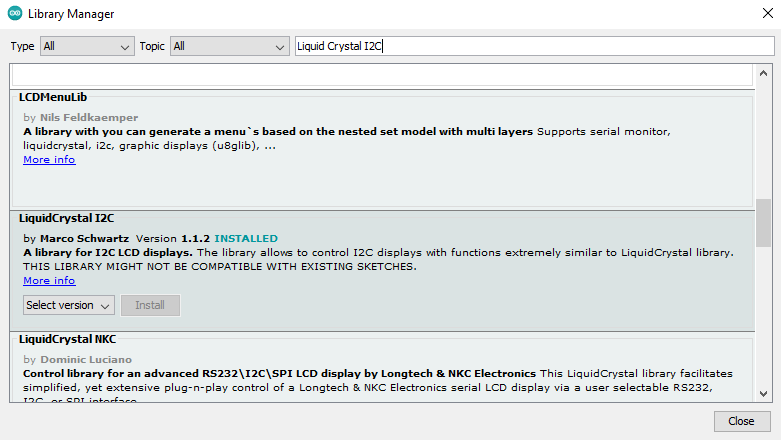 Library Manager
Type All Topic All Liquid Crystal I2C
LCDMenuLib
by Nils Feldkaemper
A library with you can generate a menu`s based on the nested set model with multi layers Supports serial monitor,
liquidcrystal, i2c, graphic displays (u8glib), ...
More info
LiquidCrystal I2C
by Marco Schwartz Version 1.1.2 INSTALLED
A library for I2C LCD displays. The library allows to control I2C displays with functions extremely similar to LiquidCrystal library.
THIS LIBRARY MIGHT NOT BE COMPATIBLE WITH EXISTING SKETCHES.
More info
Select version Install
LiquidCrystal NKC
by Dominic Luciano
Control library for an advanced RS232\I2C\SPI LCD display by Longtech & NKC Electronics This LiquidCrystal library facilitates
simplified, yet extensive plug-n-play control of a Longtech & NKC Electronics serial LCD display via a user selectable RS232,
I2C, or SPI interface
Close